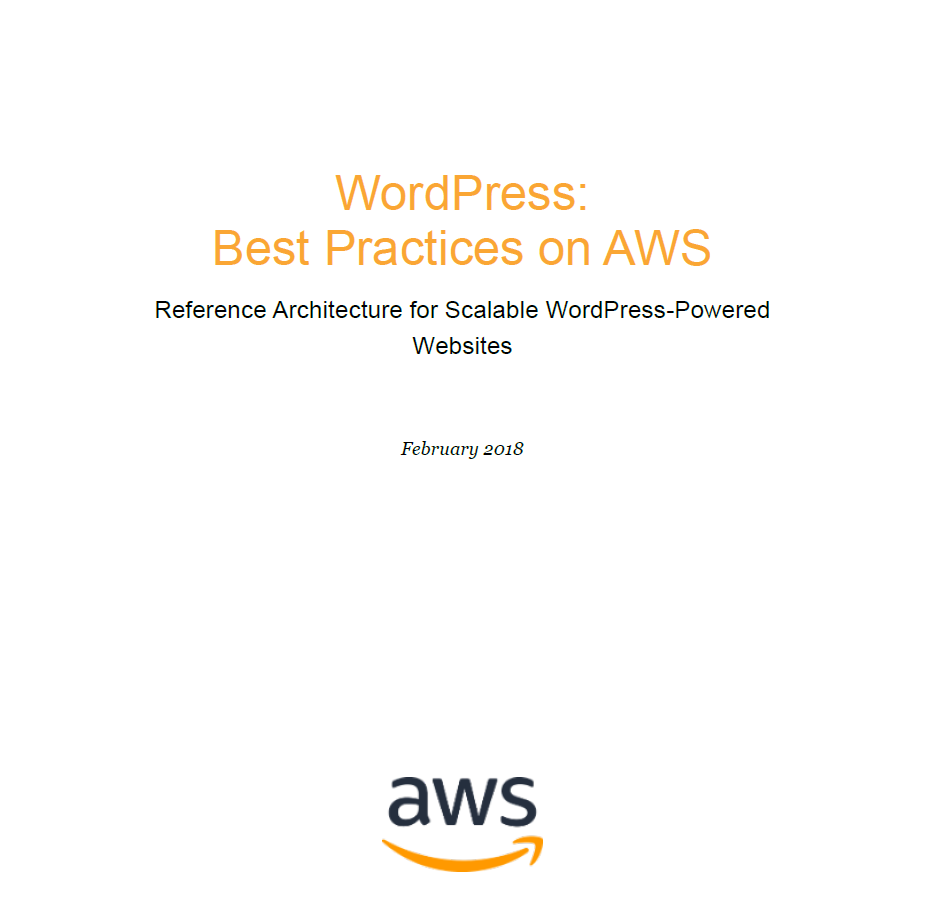 WordPress:
Best Practices on AWS
Reference Architecture for Scalable WordPress-Powered
Websites
February 2018
aws